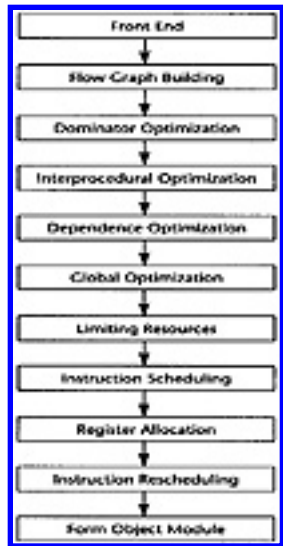 Front End
Flow Graph Building
Dominator Optimization
Interprocedural Optimization
Dependence Optimization
Global Optimization
Limiting Resources
Instruction Scheduling
Register Allocation
Instruction Rescheduling
Form Object Module